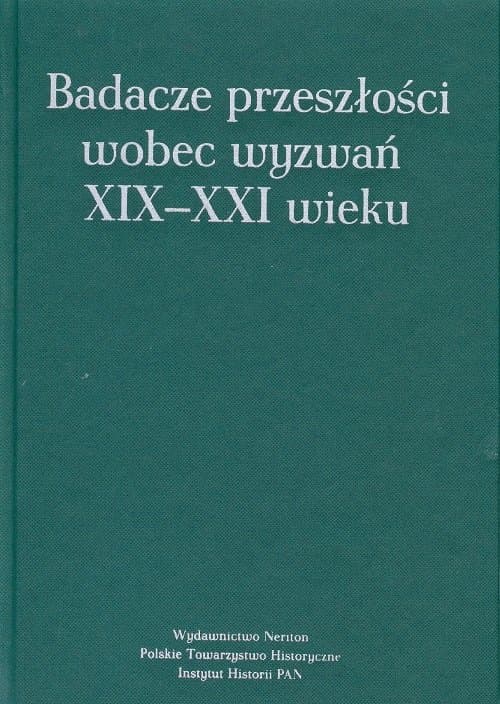 Badacze przeszłości
wobec wyzwań
XIX–XXI wieku
Wydawnictwo Neriton
Polskie Towarzystwo Historyczne
Instytut Historii PAN